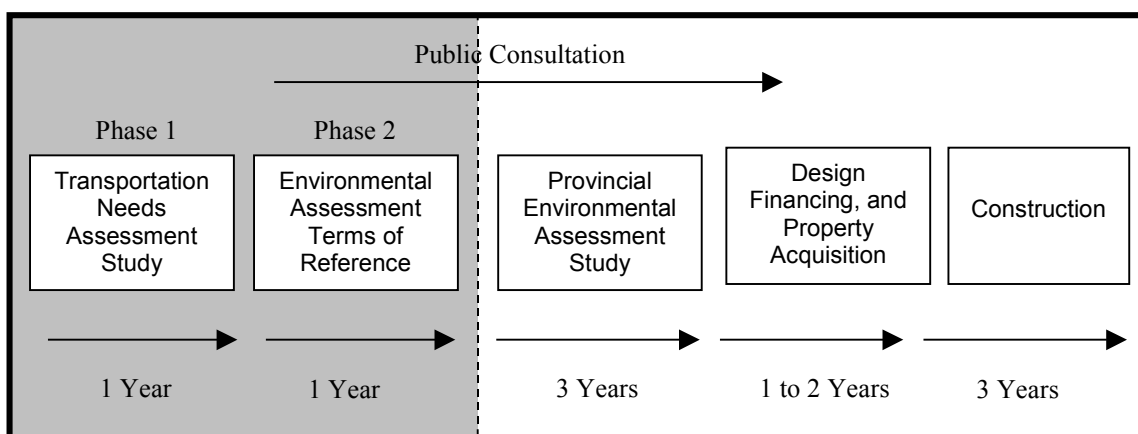 Public Consultation
Phase 1
Phase 2
Transportation
Needs
Assessment
Study
Environmental
Assessment
Terms of
Reference
Provincial
Environmental
Assessment
Study
Design
Financing, and
Property
Acquisition
Construction
1 Year
1 Year
3 Years
1 to 2 Years
3 Years